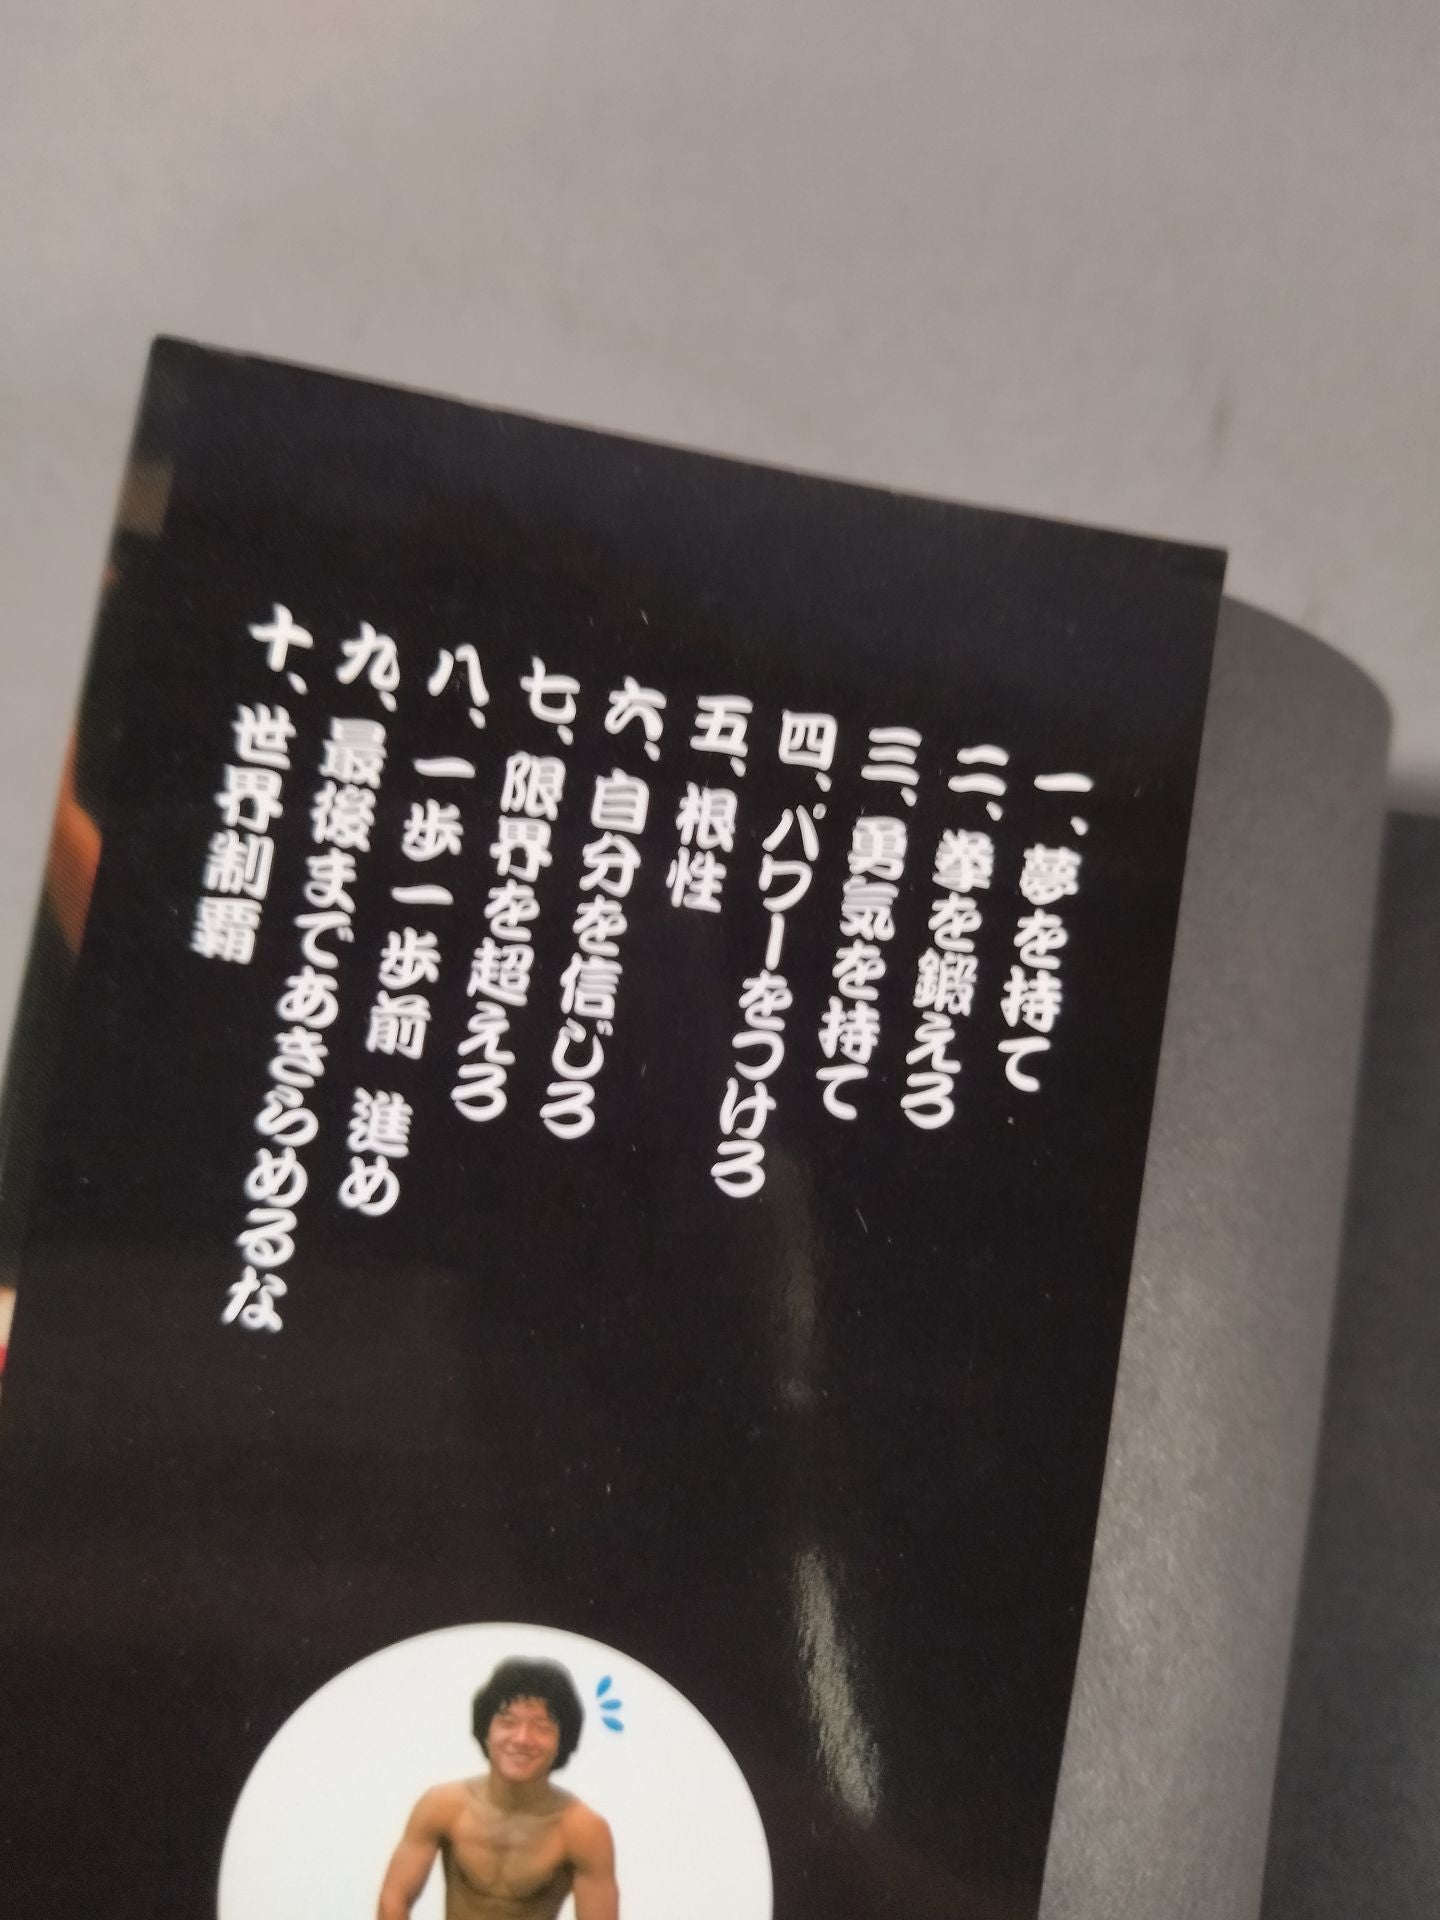 一、夢を持て
二、拳を鍛えろ
三、勇気を持て
四、パワーをつけろ
五、根性
六、自分を信じろ
七、限界を超えろ
八、一歩一歩前　進め
九、最後まであきらめるな
十、世界制覇